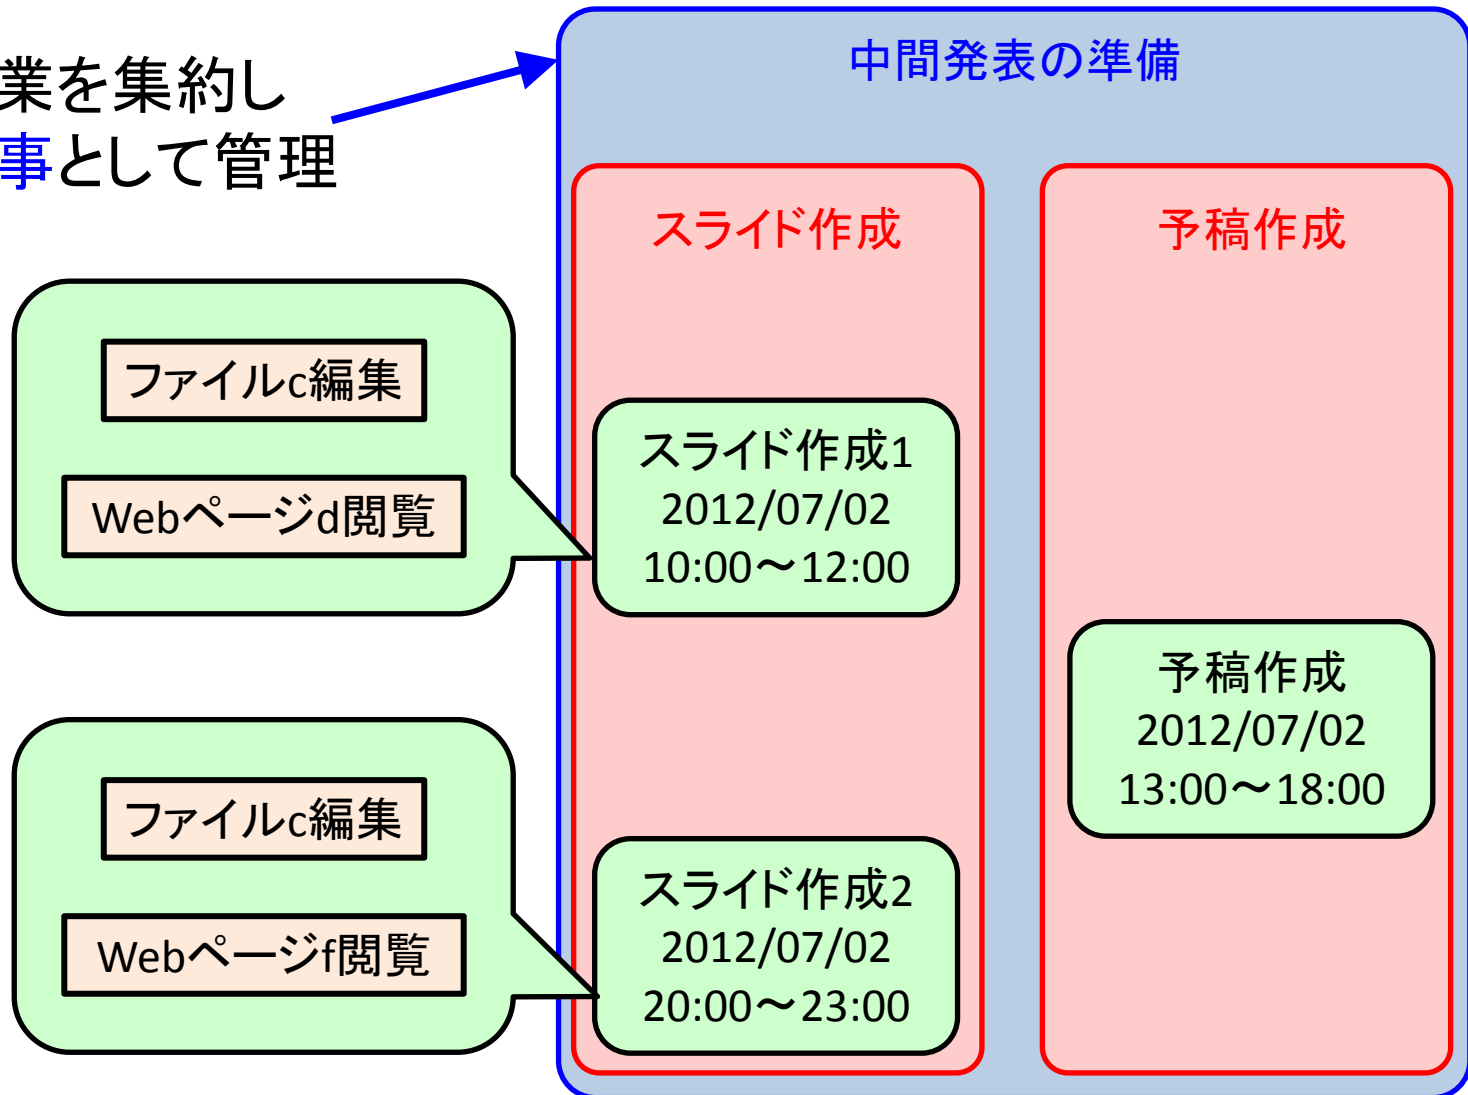 業を集約し
事として管理
中間発表の準備
スライド作成
予稿作成
ファイルc編集
Webページd閲覧
スライド作成1
2012/07/02
10:00～12:00
予稿作成
2012/07/02
13:00～18:00
ファイルc編集
Webページf閲覧
スライド作成2
2012/07/02
20:00～23:00